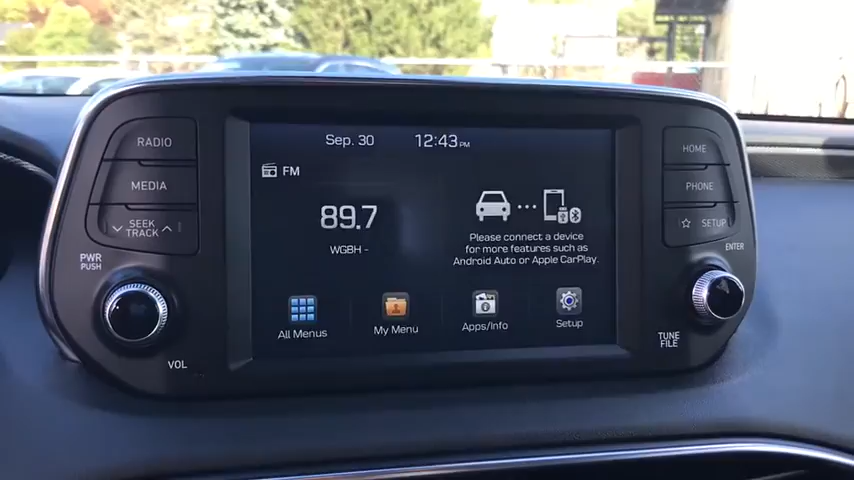 Sep. 30 12:43 PM
RADIO
MEDIA
SEEK
TRACK
PWR
PUSH
VOL
FM
89.7
WGBH -
Please connect a device
for more features such as
Android Auto or Apple CarPlay.
All Menus
My Menu
Apps/Info
Setup
HOME
PHONE
SETUP
ENTER
TUNE
FILE